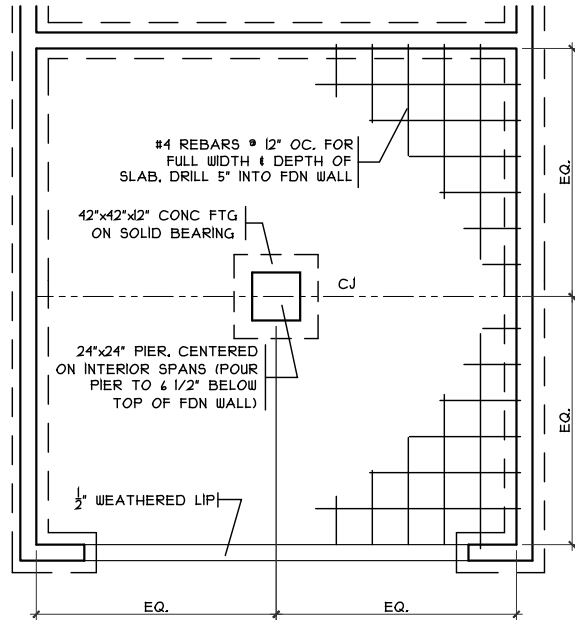 #4 REBARS @ 12" OC. FOR
FULL WIDTH & DEPTH OF
SLAB, DRILL 5" INTO FDN WALL
42"x42"x12" CONC FTG
ON SOLID BEARING
CJ
24"x24" PIER, CENTERED
ON INTERIOR SPANS (POUR
PIER TO 6 1/2" BELOW
TOP OF FDN WALL)
1/2" WEATHERED LIP
EQ.
EQ.
EQ.
EQ.